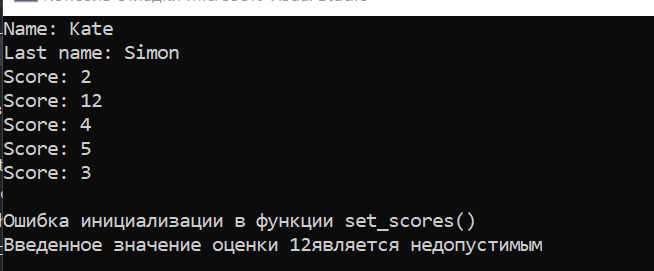 Name: Kate
Last name: Simon
Score: 2
Score: 12
Score: 4
Score: 5
Score: 3
Ошибка инициализации в функции set_scores()
Введенное значение оценки 12является недопустимым